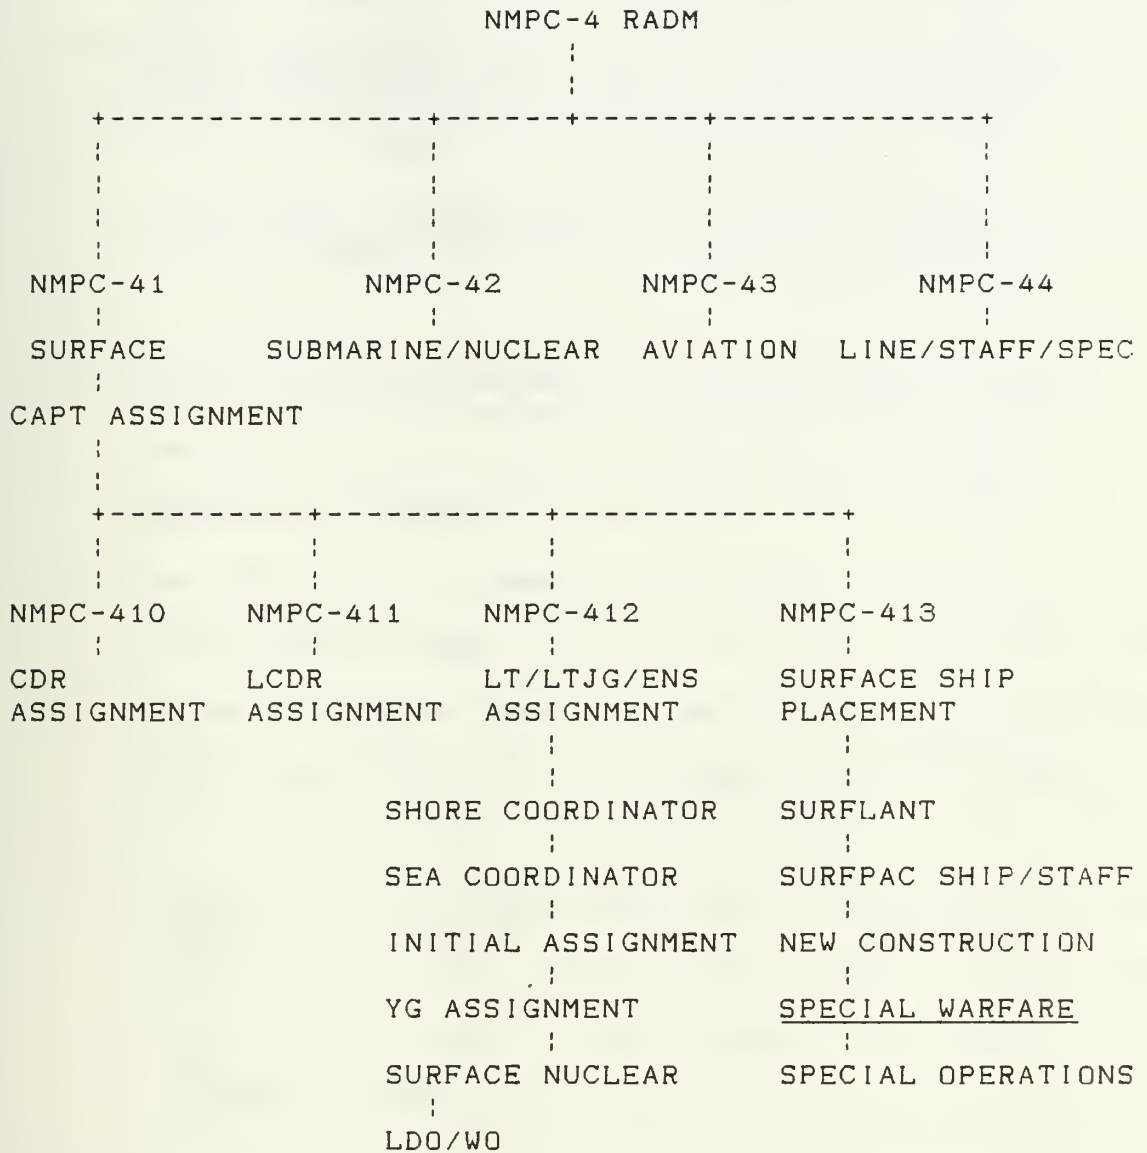 NMPC-4 RADM
NMPC-41 NMPC-42 NMPC-43 NMPC-44
SURFACE SUBMARINE/NUCLEAR AVIATION LINE/STAFF/SPEC
CAPT ASSIGNMENT
NMPC-410 NMPC-411 NMPC-412 NMPC-413
CDR LCDR LT/LTJG/ENS SURFACE SHIP
ASSIGNMENT ASSIGNMENT ASSIGNMENT PLACEMENT
SHORE COORDINATOR SURFLANT
SEA COORDINATOR SURFPAC SHIP/STAFF
INITIAL ASSIGNMENT NEW CONSTRUCTION
YG ASSIGNMENT SPECIAL WARFARE
SURFACE NUCLEAR SPECIAL OPERATIONS
LDO/WO